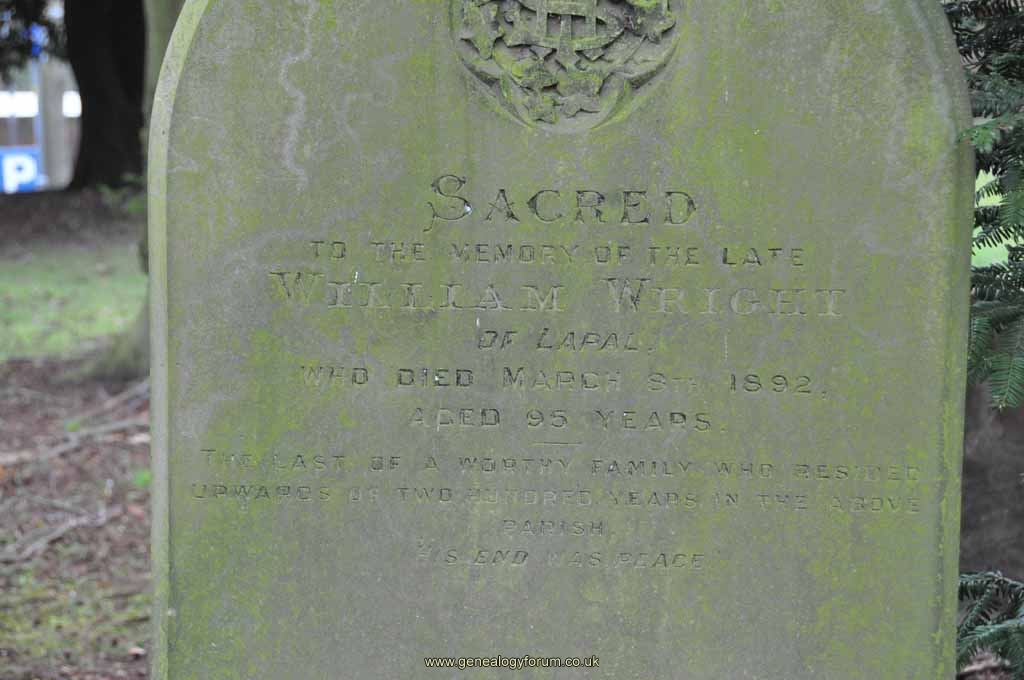 IHS
SACRED
TO THE MEMORY OF THE LATE
WILLIAM WRIGHT
OF LAPAL,
WHO DIED MARCH 8TH 1892,
AGED 95 YEARS.
THE LAST OF A WORTHY FAMILY WHO RESIDED
UPWARDS OF TWO HUNDRED YEARS IN THE ABOVE
PARISH.
"HIS END WAS PEACE"
P
www.genealogyforum.co.uk